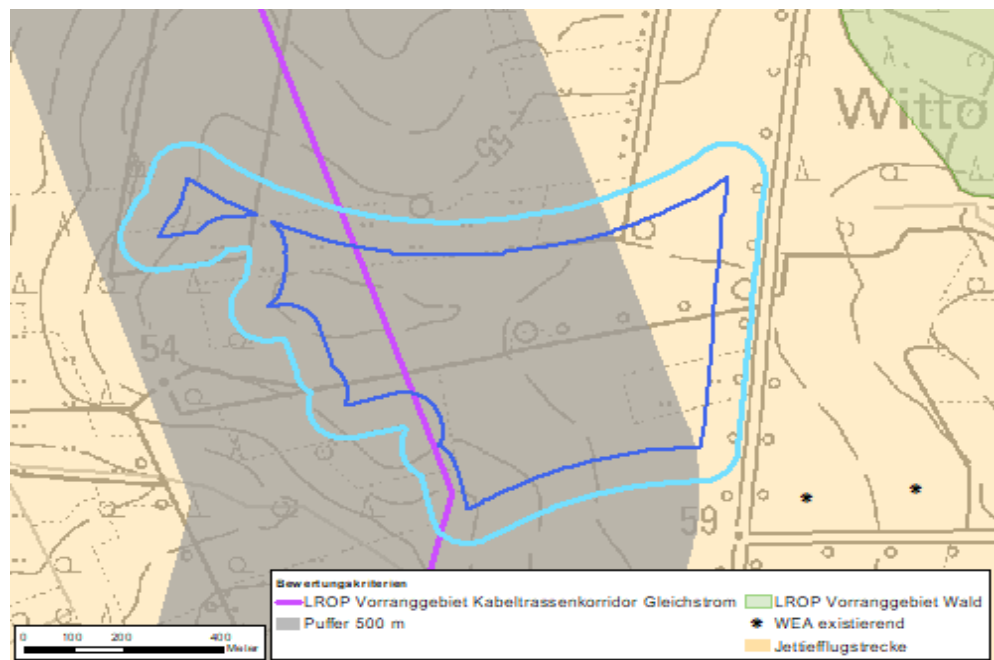 Witto
55
54
59
Bewertungskriterien
LROP Vorranggebiet Kabeltrassenkorridor Gleichstrom
Puffer 500 m
LROP Vorranggebiet Wald
WEA existierend
Jettiefflugstrecke
0 100 200 400
Meter